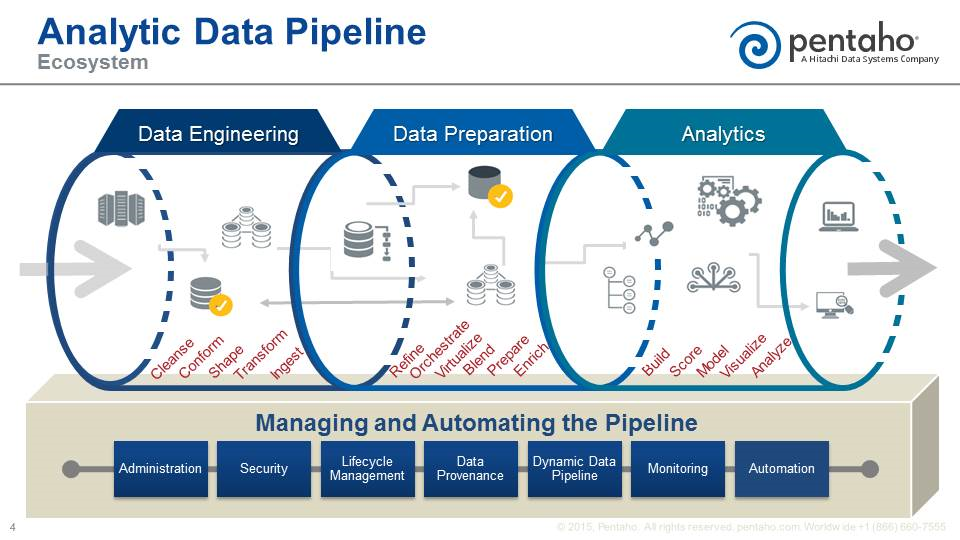 Analytic Data Pipeline
Ecosystem
pentaho®
A Hitachi Data Systems Company
Data Engineering
Data Preparation
Analytics
Cleanse
Conform
Shape
Transform
Ingest
Refine
Orchestrate
Virtualize
Blend
Prepare
Enrich
Build
Score
Model
Visualize
Analyze
Managing and Automating the Pipeline
Administration
Security
Lifecycle
Management
Data
Provenance
Dynamic Data
Pipeline
Monitoring
Automation
4
© 2015, Pentaho. All rights reserved. pentaho.com. Worldwide +1 (866) 660-7555